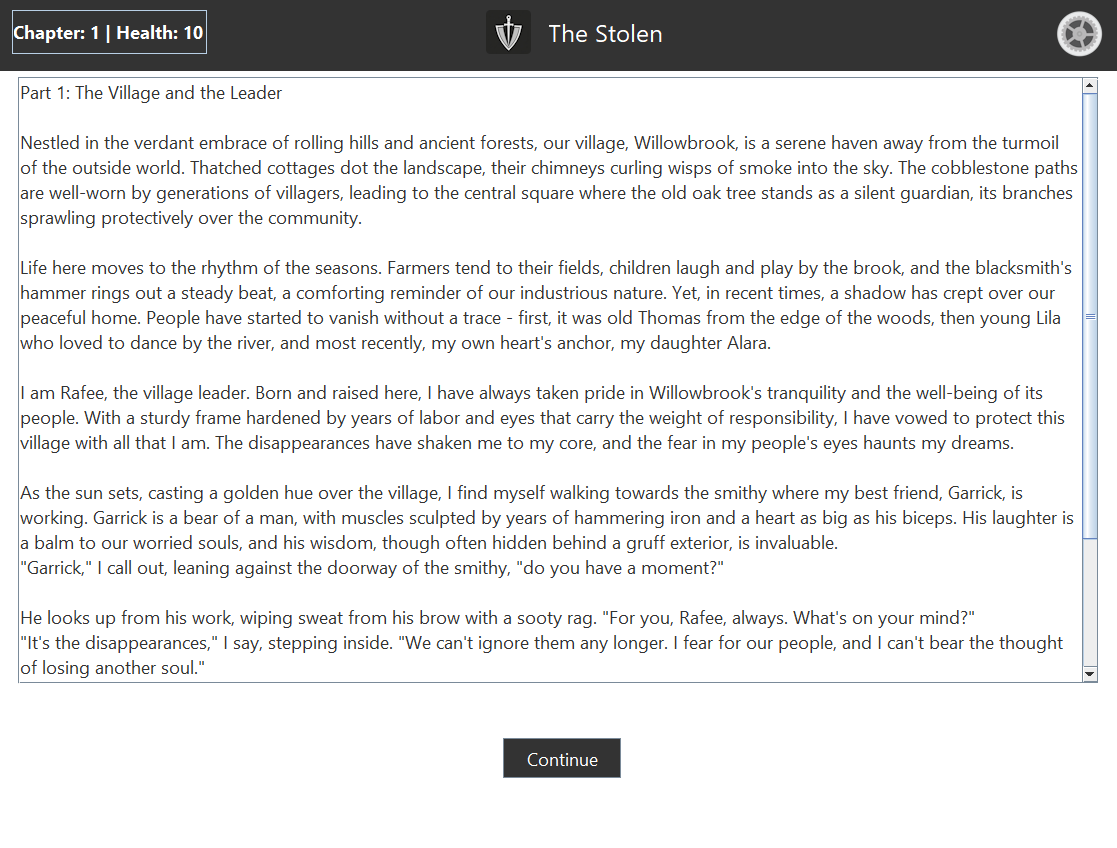 Chapter: 1 | Health: 10
The Stolen
Part 1: The Village and the Leader
Nestled in the verdant embrace of rolling hills and ancient forests, our village, Willowbrook, is a serene haven away from the turmoil
of the outside world. Thatched cottages dot the landscape, their chimneys curling wisps of smoke into the sky. The cobblestone paths
are well-worn by generations of villagers, leading to the central square where the old oak tree stands as a silent guardian, its branches
sprawling protectively over the community.
Life here moves to the rhythm of the seasons. Farmers tend to their fields, children laugh and play by the brook, and the blacksmith's
hammer rings out a steady beat, a comforting reminder of our industrious nature. Yet, in recent times, a shadow has crept over our
peaceful home. People have started to vanish without a trace - first, it was old Thomas from the edge of the woods, then young Lila
who loved to dance by the river, and most recently, my own heart's anchor, my daughter Alara.
I am Rafee, the village leader. Born and raised here, I have always taken pride in Willowbrook's tranquility and the well-being of its
people. With a sturdy frame hardened by years of labor and eyes that carry the weight of responsibility, I have vowed to protect this
village with all that I am. The disappearances have shaken me to my core, and the fear in my people's eyes haunts my dreams.
As the sun sets, casting a golden hue over the village, I find myself walking towards the smithy where my best friend, Garrick, is
working. Garrick is a bear of a man, with muscles sculpted by years of hammering iron and a heart as big as his biceps. His laughter is
a balm to our worried souls, and his wisdom, though often hidden behind a gruff exterior, is invaluable.
"Garrick," I call out, leaning against the doorway of the smithy, "do you have a moment?"
He looks up from his work, wiping sweat from his brow with a sooty rag. "For you, Rafee, always. What's on your mind?"
"It's the disappearances," I say, stepping inside. "We can't ignore them any longer. I fear for our people, and I can't bear the thought
of losing another soul."
Continue